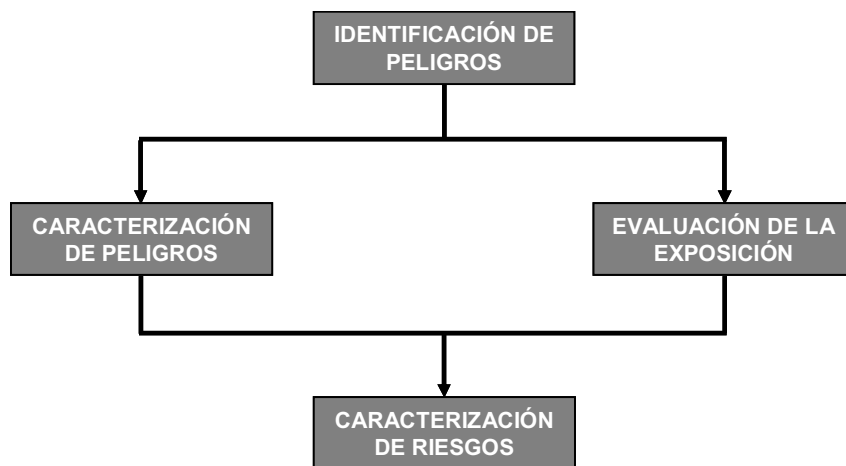 IDENTIFICACIÓN DE
PELIGROS
CARACTERIZACIÓN
DE PELIGROS
EVALUACIÓN DE LA
EXPOSICIÓN
CARACTERIZACIÓN
DE RIESGOS